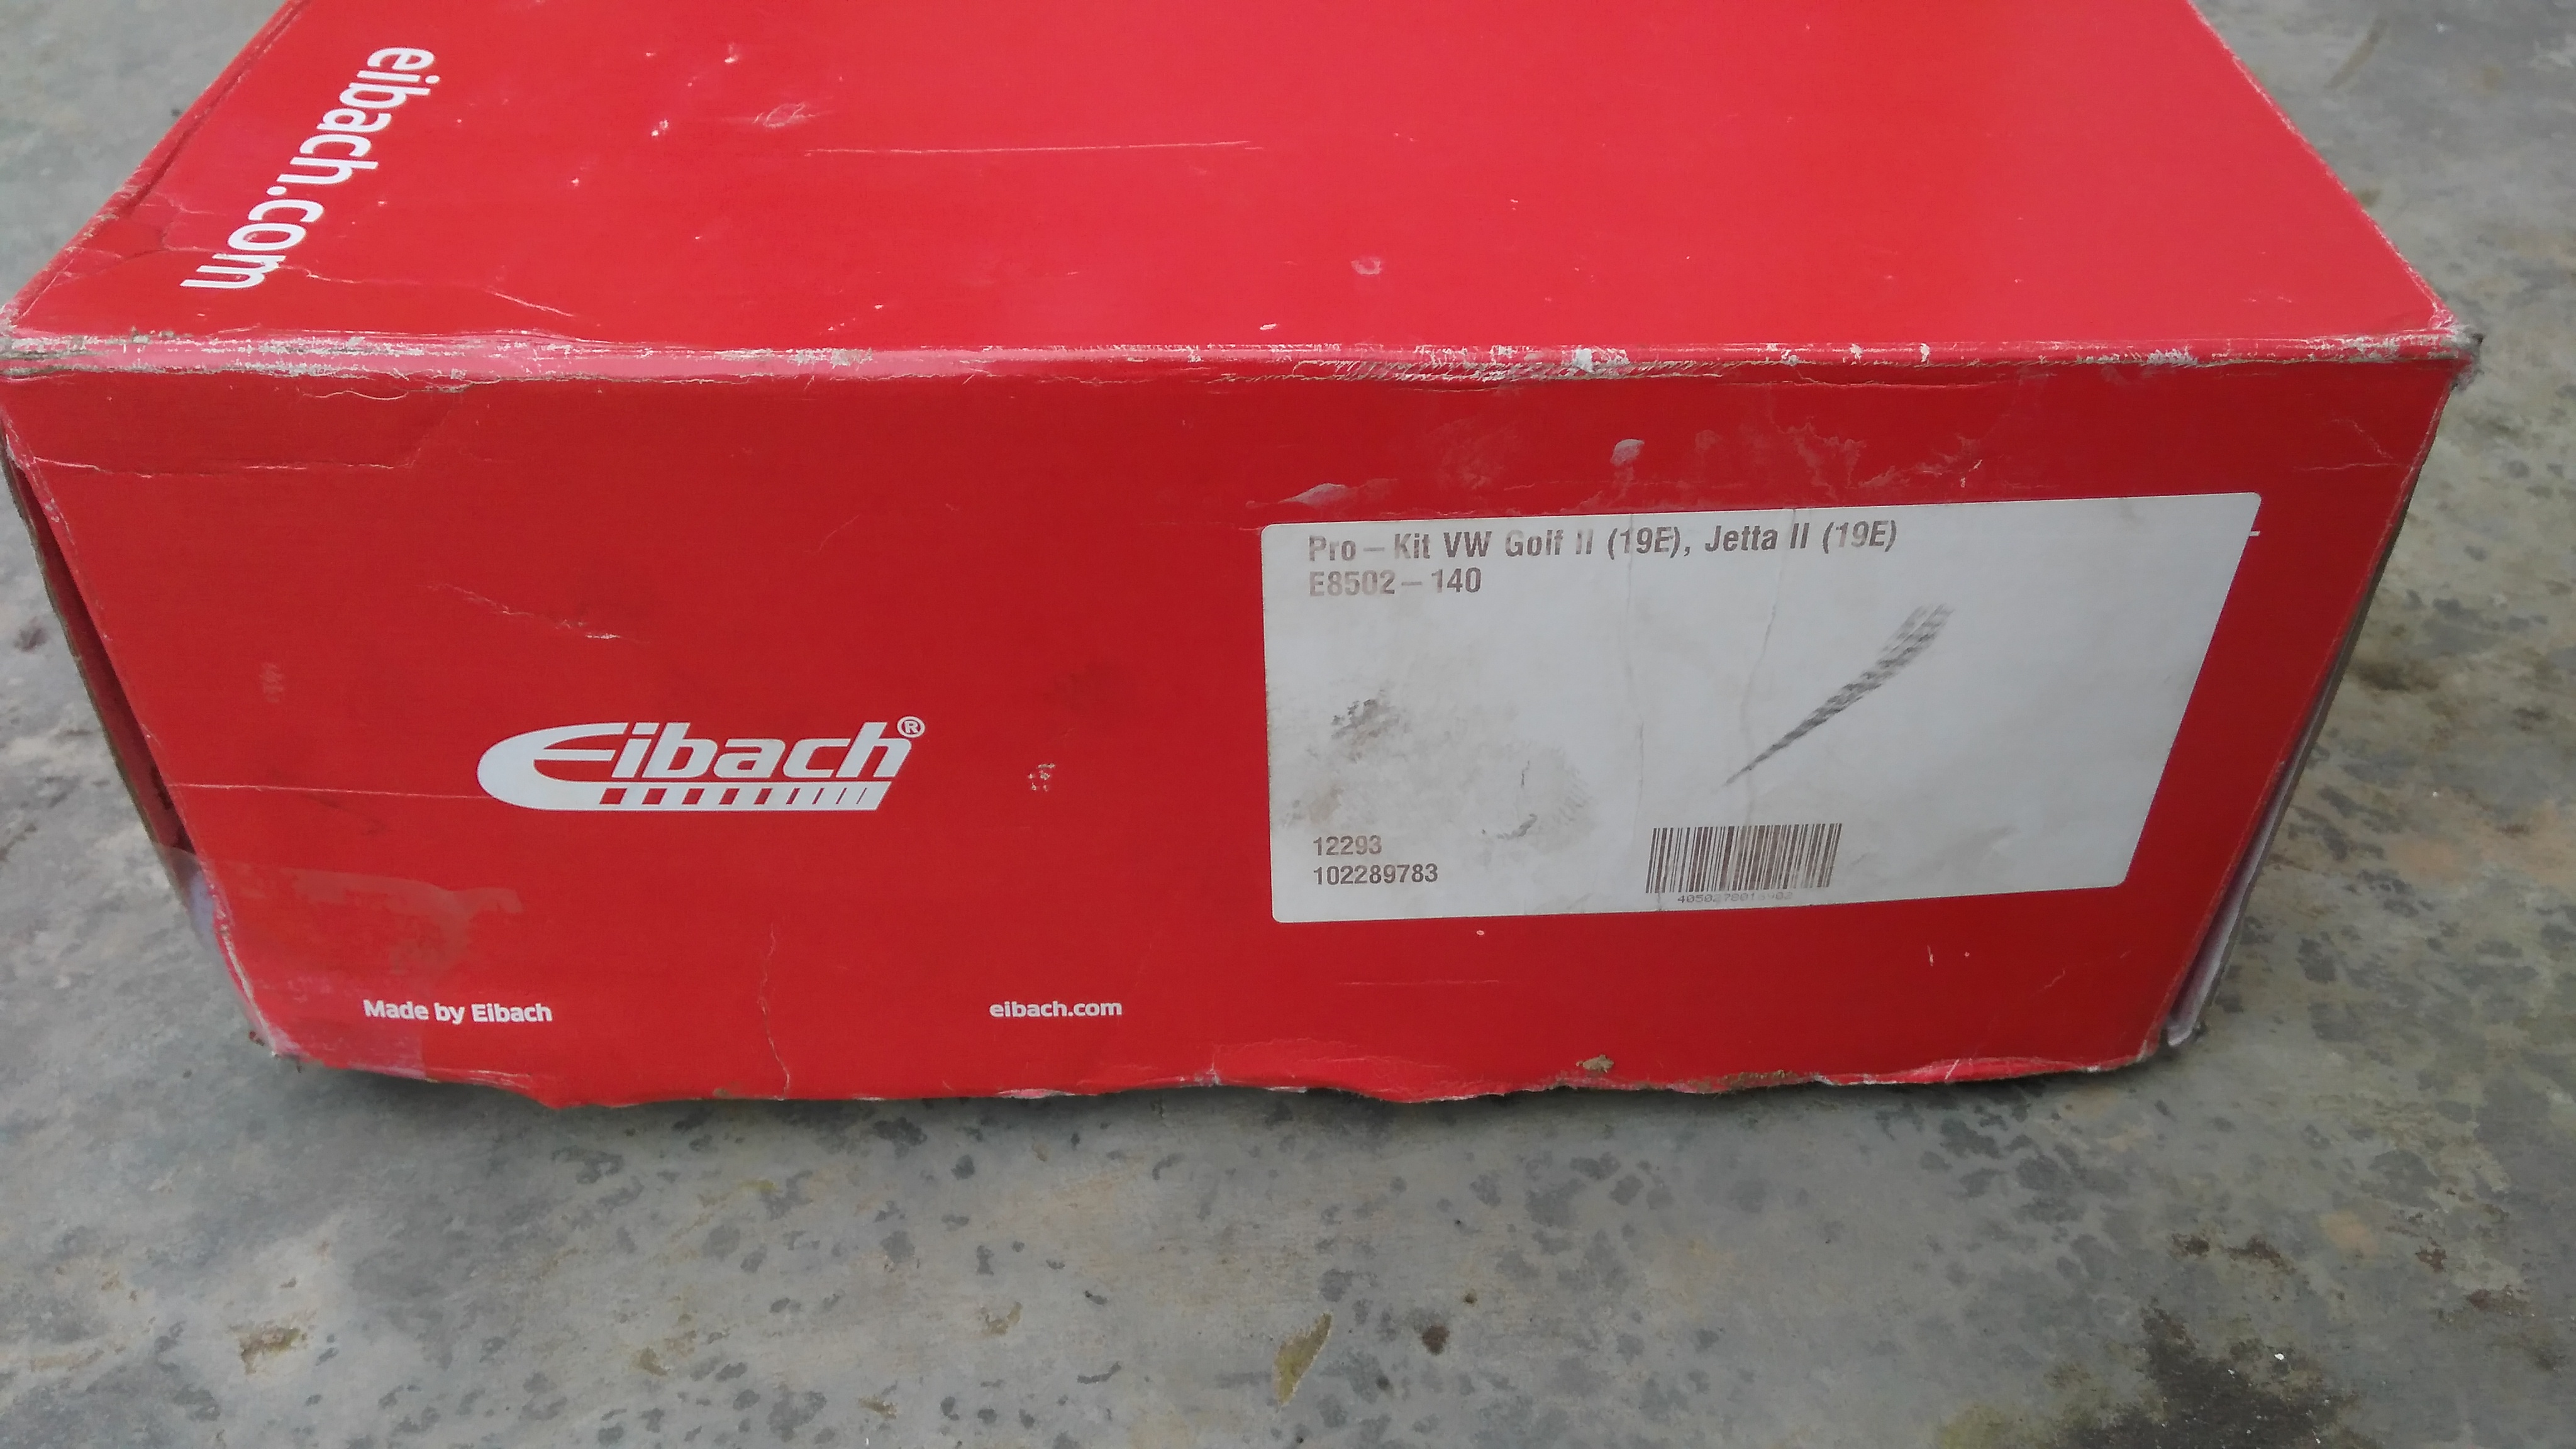 eibach.com
Pro-Kit VW Golf II (19E), Jetta II (19E)
E8502-140
Eibach®
12293
102289783
Made by Eibach
eibach.com